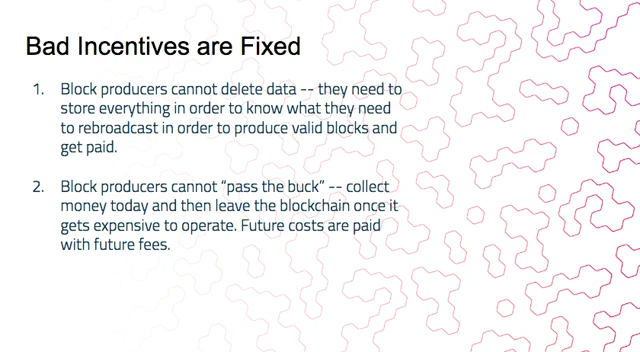 Bad Incentives are Fixed
1. Block producers cannot delete data -- they need to
store everything in order to know what they need
to rebroadcast in order to produce valid blocks and
get paid.
2. Block producers cannot “pass the buck” -- collect
money today and then leave the blockchain once it
gets expensive to operate. Future costs are paid
with future fees.